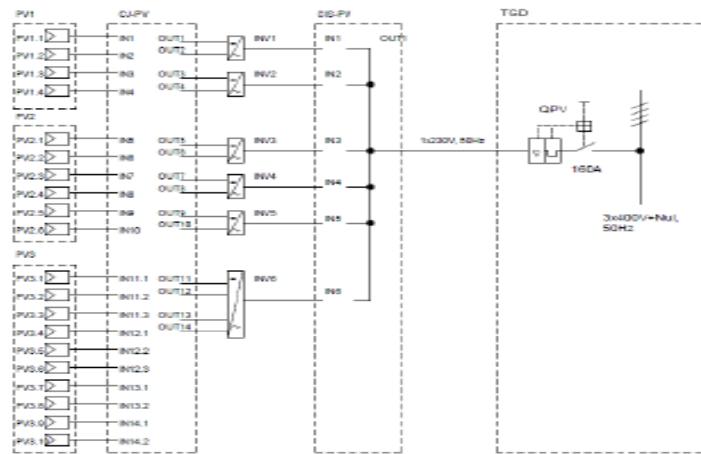 PV1
CJ-PV
DIS-PV
TGD
PV1.1 IN1 OUT1 INV1 IN1 OUT1
PV1.2 IN2 OUT2
PV1.3 IN3 OUT3 INV2 IN2
PV1.4 IN4 OUT4
QPV
PV2
PV2.1 IN5 OUT5 INV3 IN3 1x230V, 50Hz
PV2.2 IN6 OUT6
160A
PV2.3 IN7 OUT7 INV4 IN4
PV2.4 IN8 OUT8
PV2.5 IN9 OUT9 INV5 IN5
PV2.6 IN10 OUT10
3x400V+Nul,
50Hz
PV3
PV3.1 IN11.1 OUT11 INV6
PV3.2 IN11.2 OUT12 IN6
PV3.3 IN11.3 OUT13
PV3.4 IN12.1 OUT14
PV3.5 IN12.2
PV3.6 IN12.3
PV3.7 IN13.1
PV3.8 IN13.2
PV3.9 IN14.1
PV3.1 IN14.2